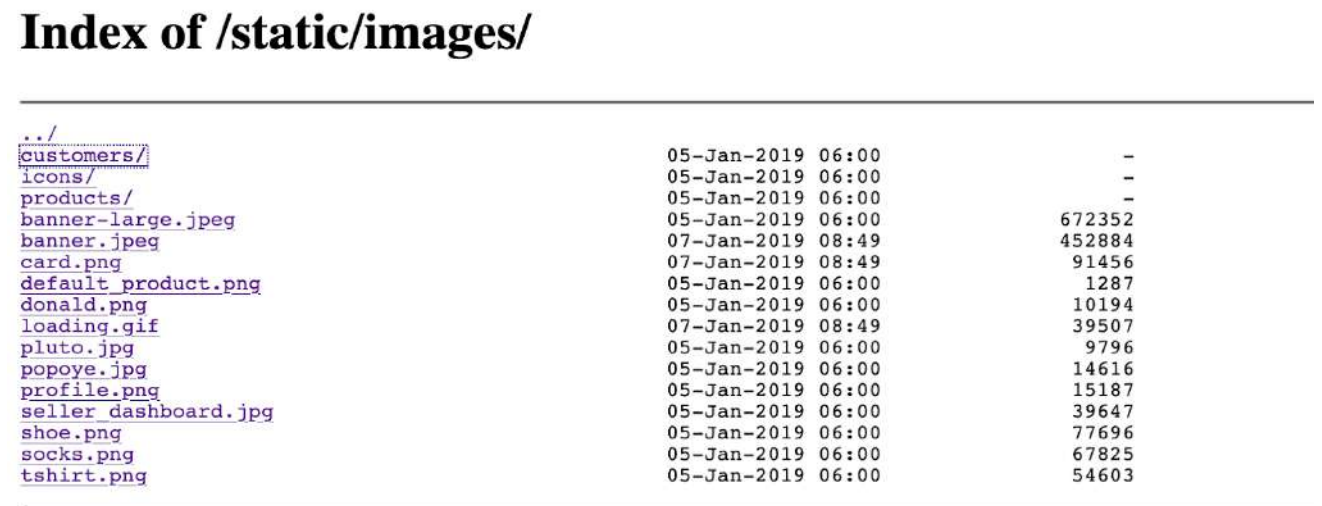 Index of /static/images/
../
customers/ 05-Jan-2019 06:00 -
icons/ 05-Jan-2019 06:00 -
products/ 05-Jan-2019 06:00 -
banner-large.jpeg 05-Jan-2019 06:00 672352
banner.jpeg 07-Jan-2019 08:49 452884
card.png 07-Jan-2019 08:49 91456
default_product.png 05-Jan-2019 06:00 1287
donald.png 05-Jan-2019 06:00 10194
loading.gif 07-Jan-2019 08:49 39507
pluto.jpg 05-Jan-2019 06:00 9796
popoye.jpg 05-Jan-2019 06:00 14616
profile.png 05-Jan-2019 06:00 15187
seller_dashboard.jpg 05-Jan-2019 06:00 39647
shoe.png 05-Jan-2019 06:00 77696
socks.png 05-Jan-2019 06:00 67825
tshirt.png 05-Jan-2019 06:00 54603